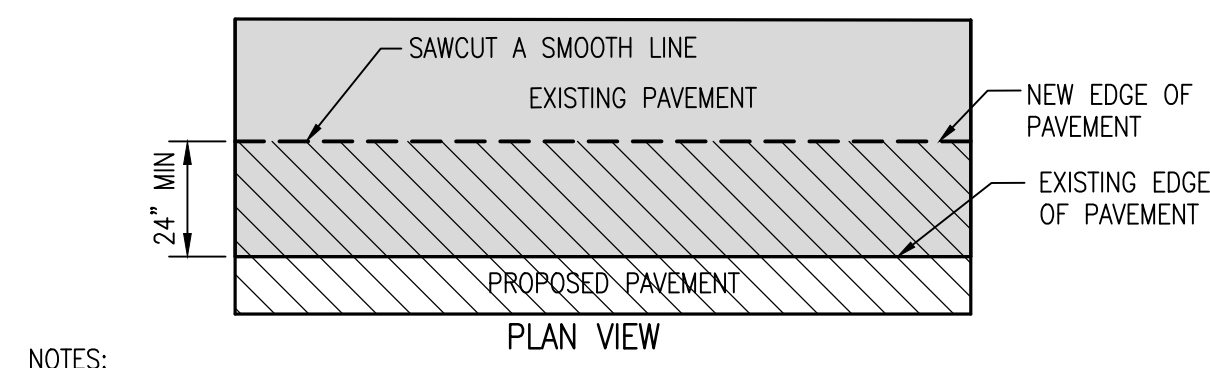 SAWCUT A SMOOTH LINE
EXISTING PAVEMENT
NEW EDGE OF
PAVEMENT
24" MIN
EXISTING EDGE
OF PAVEMENT
PROPOSED PAVEMENT
PLAN VIEW
NOTES: